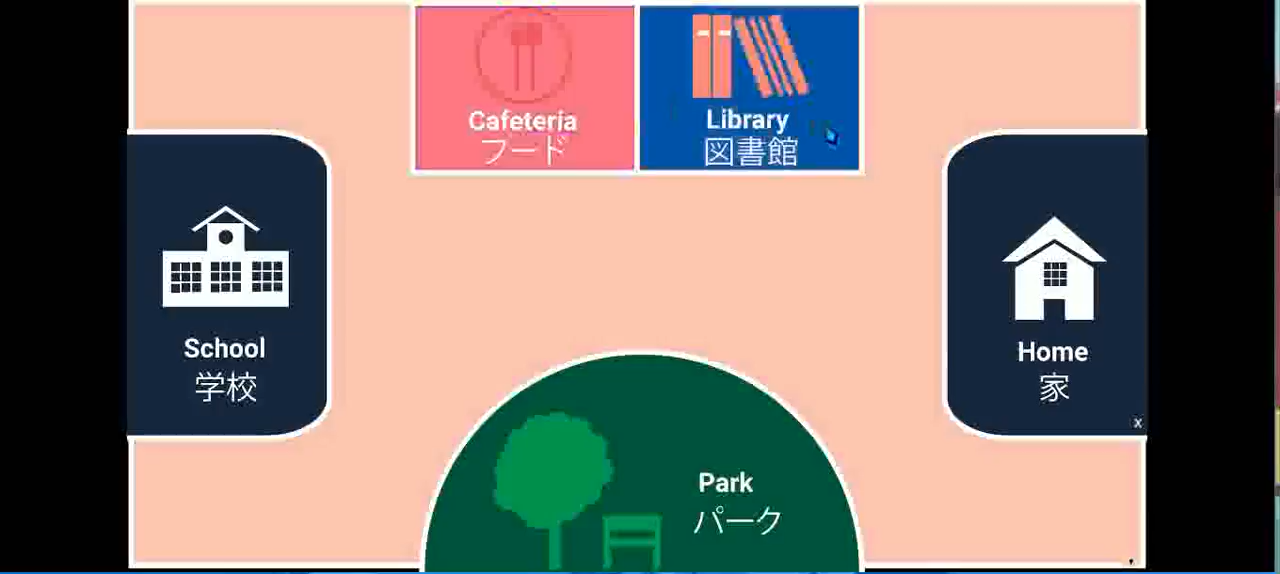 Cafeteria
フード
Library
図書館
School
学校
Home
家
x
Park
パーク